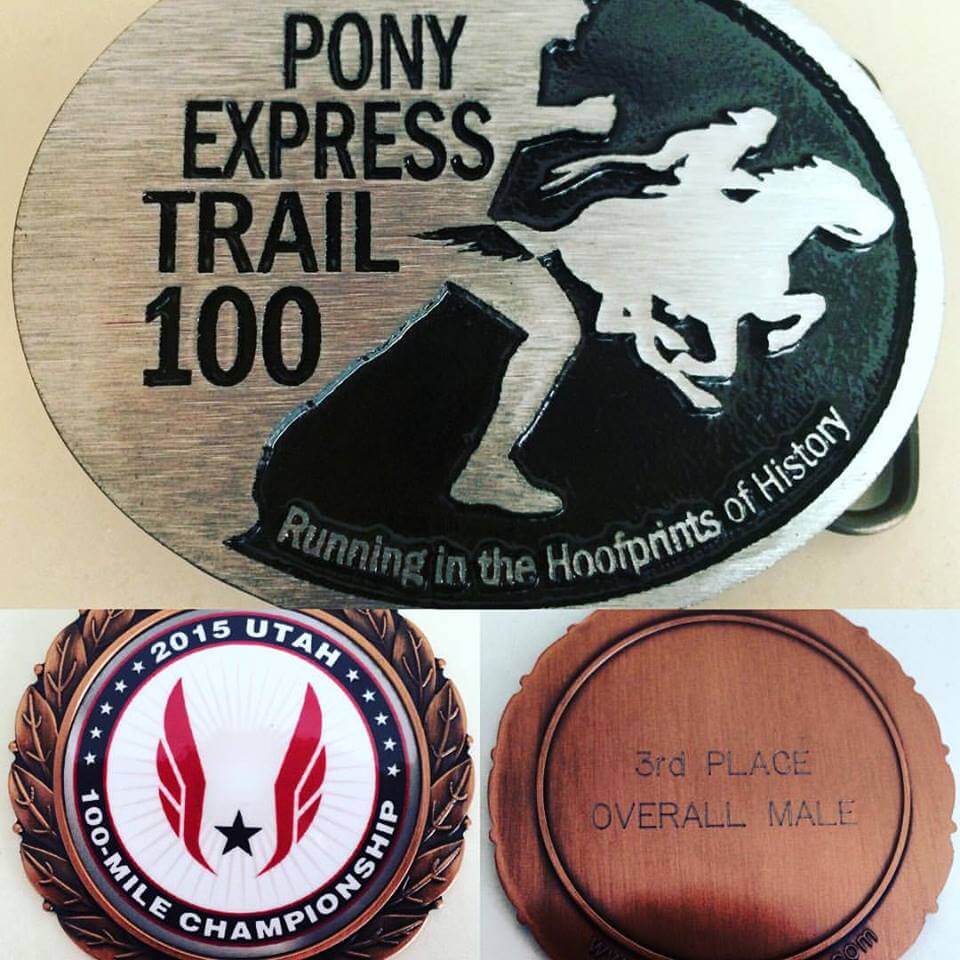 PONY
EXPRESS
TRAIL
100
Running in the Hoofprints of History
2015 UTAH
100-MILE CHAMPIONSHIP
3rd PLACE
OVERALL MALE